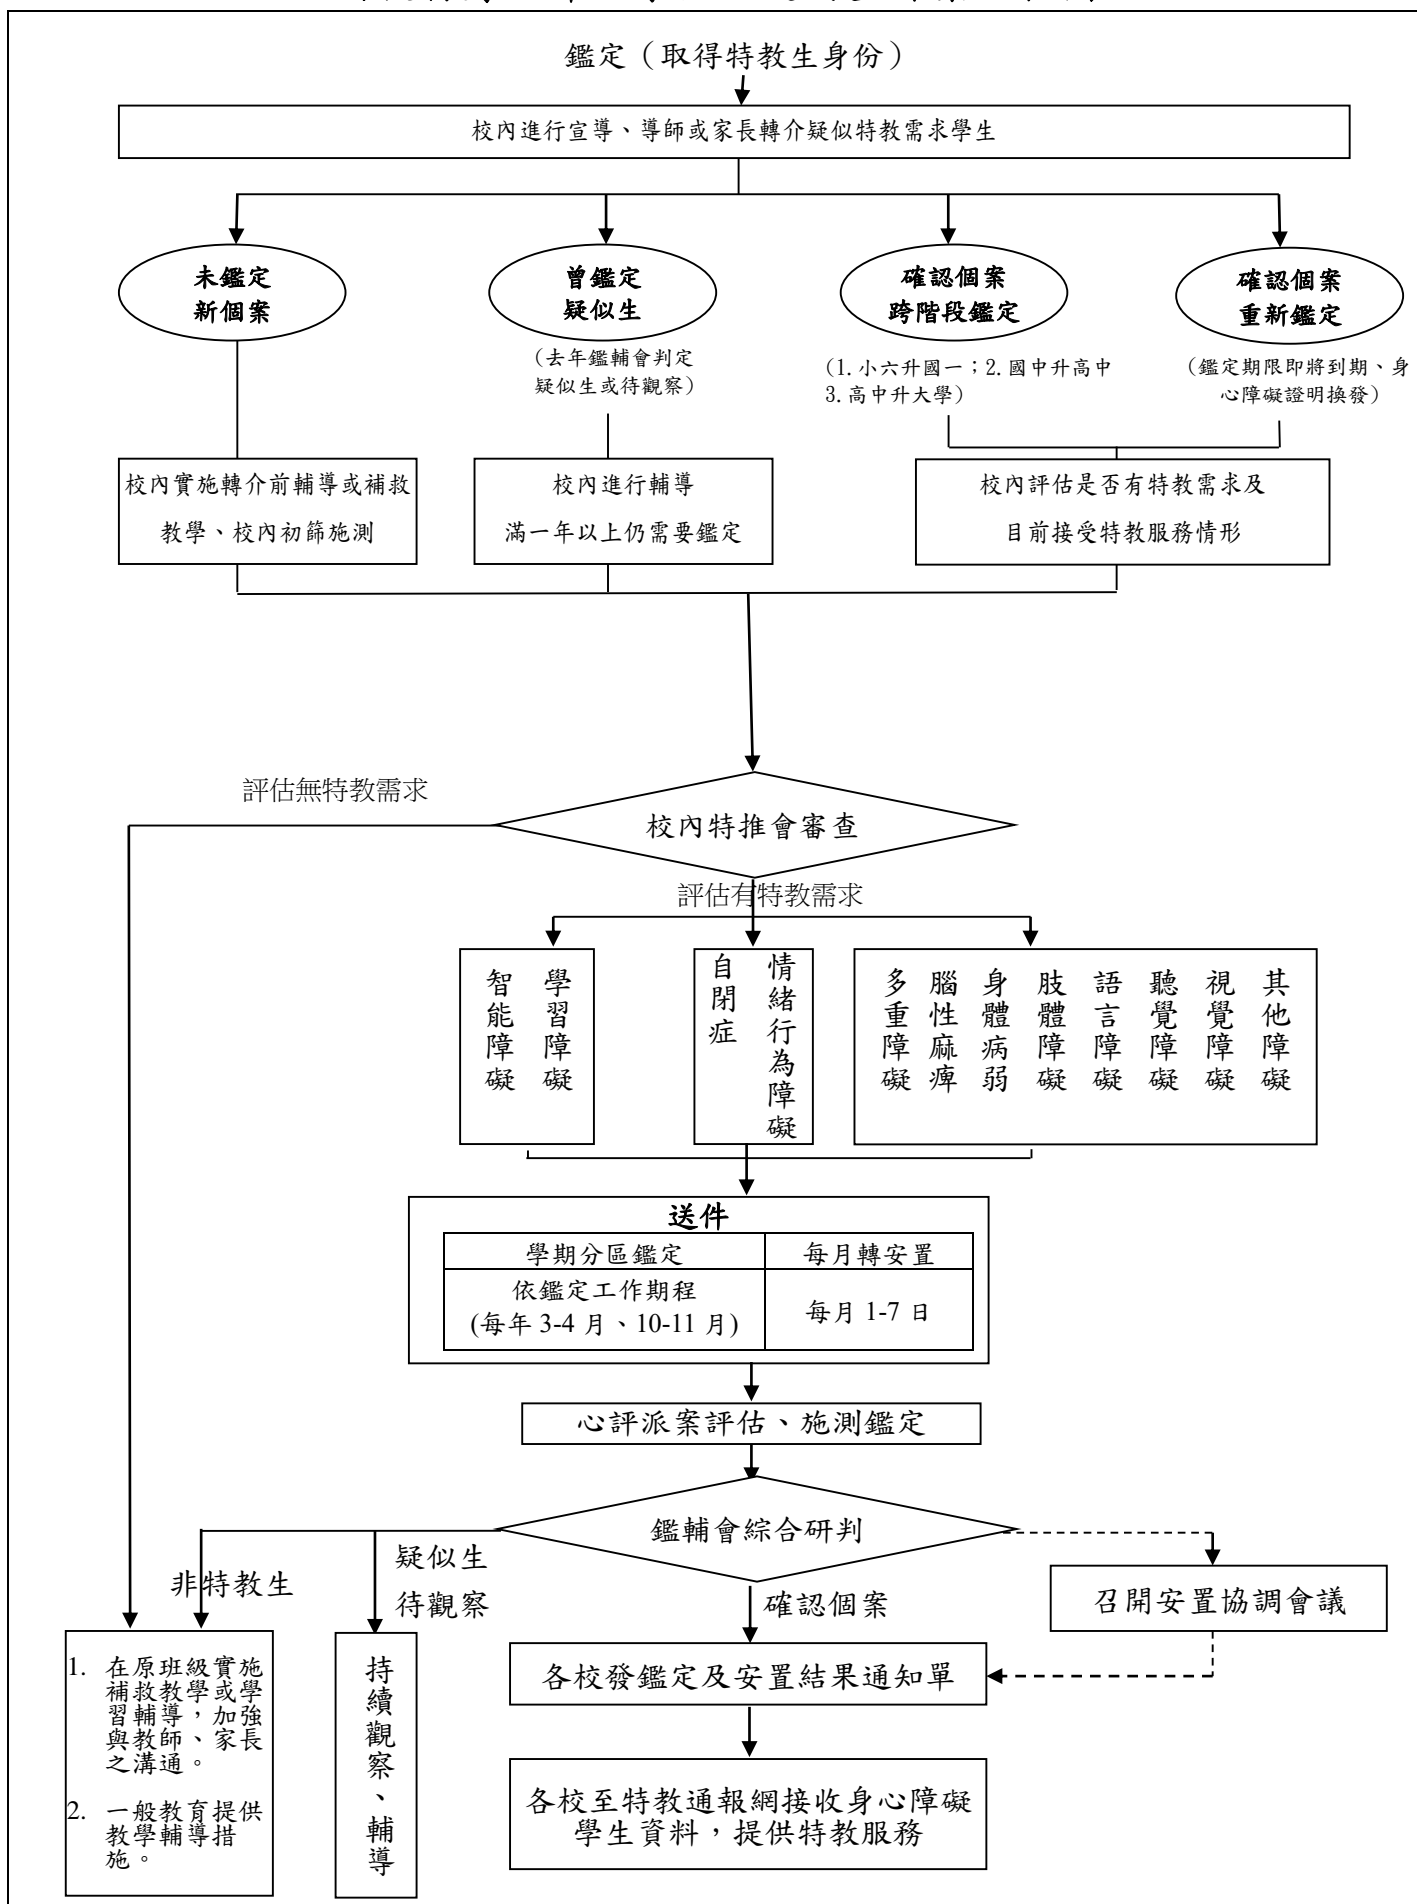 鑑定（取得特教生身份）
校內進行宣導、導師或家長轉介疑似特教需求學生
未鑑定
新個案
曾鑑定
疑似生
（去年鑑輔會判定
疑似生或待觀察）
確認個案
跨階段鑑定
（1.小六升國一；2.國中升高中
3.高中升大學）
確認個案
重新鑑定
（鑑定期限即將到期、身
心障礙證明換發）
校內實施轉介前輔導或補救
教學、校內初篩施測
校內進行輔導
滿一年以上仍需要鑑定
校內評估是否有特教需求及
目前接受特教服務情形
評估無特教需求
校內特推會審查
評估有特教需求
智能障礙
學習障礙
自閉症
情緒行為障礙
多重障礙
腦性麻痺
身體病弱
肢體障礙
語言障礙
聽覺障礙
視覺障礙
其他障礙
送件
學期分區鑑定
每月轉安置
依鑑定工作期程
(每年 3-4 月、10-11 月)
每月 1-7 日
心評派案評估、施測鑑定
鑑輔會綜合研判
非特教生
疑似生
待觀察
確認個案
召開安置協調會議
1. 在原班級實施
補救教學或學
習輔導，加強
與教師、家長
之溝通。
2. 一般教育提供
教學輔導措
施。
持續觀察、輔導
各校發鑑定及安置結果通知單
各校至特教通報網接收身心障礙
學生資料，提供特教服務